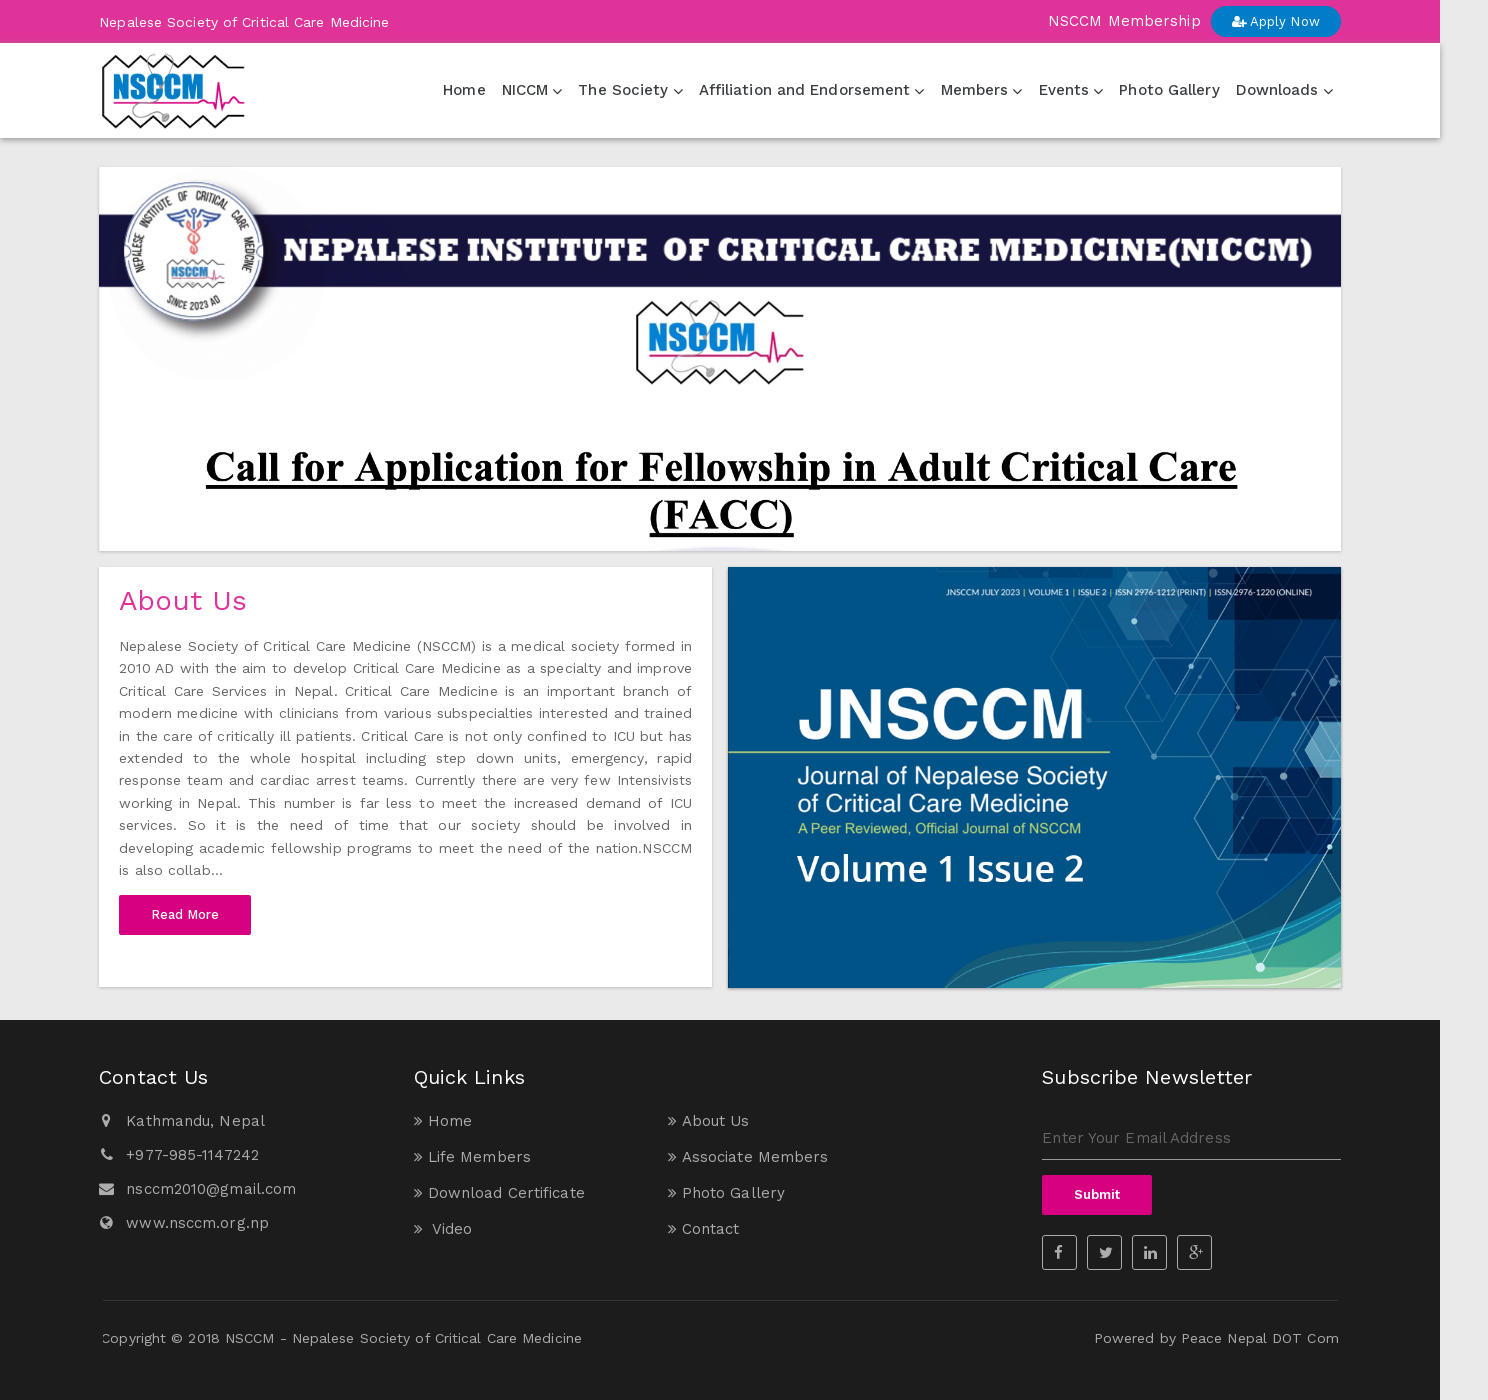 Nepalese Society of Critical Care Medicine
NSCCM Membership
Apply Now
NSCCM
Home
NICCM
The Society
Affiliation and Endorsement
Members
Events
Photo Gallery
Downloads
NEPALESE INSTITUTE OF CRITICAL CARE MEDICINE
NSCCM
SINCE 2023 AD
NEPALESE INSTITUTE OF CRITICAL CARE MEDICINE(NICCM)
NSCCM
Call for Application for Fellowship in Adult Critical Care
(FACC)
About Us
Nepalese Society of Critical Care Medicine (NSCCM) is a medical society formed in
2010 AD with the aim to develop Critical Care Medicine as a specialty and improve
Critical Care Services in Nepal. Critical Care Medicine is an important branch of
modern medicine with clinicians from various subspecialties interested and trained
in the care of critically ill patients. Critical Care is not only confined to ICU but has
extended to the whole hospital including step down units, emergency, rapid
response team and cardiac arrest teams. Currently there are very few Intensivists
working in Nepal. This number is far less to meet the increased demand of ICU
services. So it is the need of time that our society should be involved in
developing academic fellowship programs to meet the need of the nation.NSCCM
is also collab...
Read More
JNSCCM JULY 2023 | VOLUME 1 | ISSUE 2 | ISSN 2976-1212 (PRINT) | ISSN 2976-1220 (ONLINE)
JNSCCM
Journal of Nepalese Society
of Critical Care Medicine
A Peer Reviewed, Official Journal of NSCCM
Volume 1 Issue 2
Contact Us
Kathmandu, Nepal
+977-985-1147242
nsccm2010@gmail.com
www.nsccm.org.np
Quick Links
» Home
» Life Members
» Download Certificate
» Video
» About Us
» Associate Members
» Photo Gallery
» Contact
Subscribe Newsletter
Enter Your Email Address
Submit
Copyright © 2018 NSCCM - Nepalese Society of Critical Care Medicine
Powered by Peace Nepal DOT Com